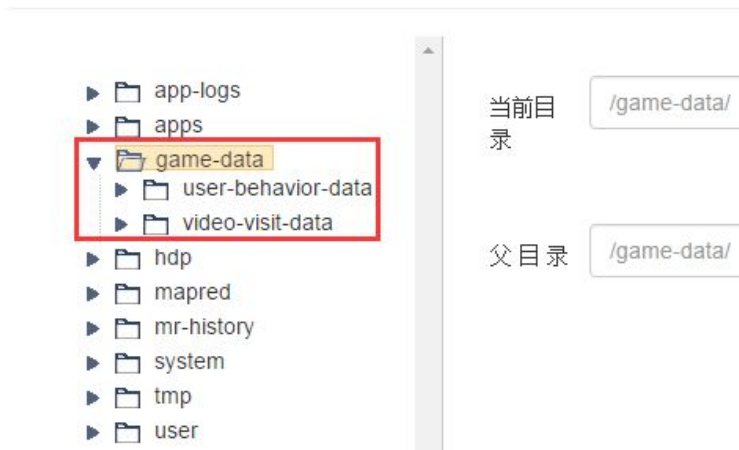 app-logs
apps
game-data
user-behavior-data
video-visit-data
hdp
mapred
mr-history
system
tmp
user
当前目
录
/game-data/
父目录
/game-data/